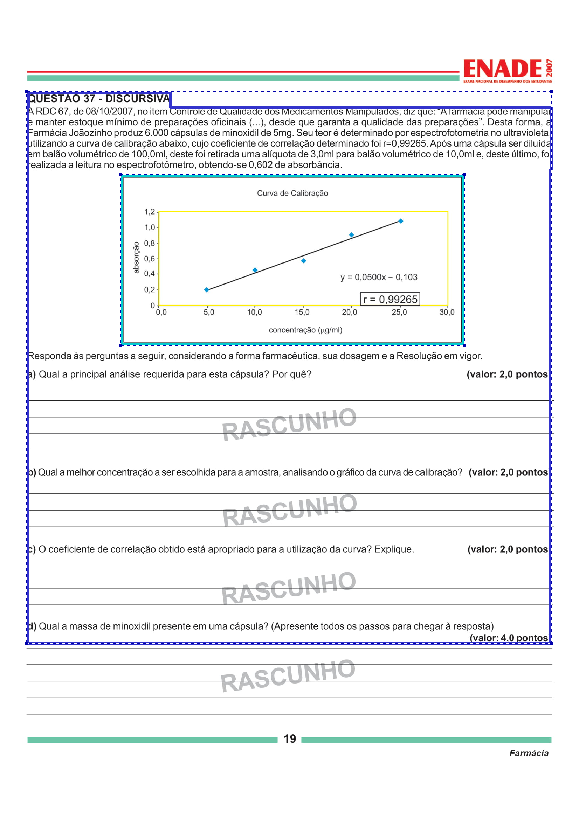 ENADE 2007
EXAME NACIONAL DE DESEMPENHO DOS ESTUDANTES
QUESTÃO 37 - DISCURSIVA
A RDC 67, de 08/10/2007, no item Controle de Qualidade dos Medicamentos Manipulados, diz que: "A farmácia pode manipular
e manter estoque mínimo de preparações oficinais (...), desde que garanta a qualidade das preparações". Desta forma, a
Farmácia Joãozinho produz 6.000 cápsulas de minoxidil de 5mg. Seu teor é determinado por espectrofotometria no ultravioleta,
utilizando a curva de calibração abaixo, cujo coeficiente de correlação determinado foi r=0,99265. Após uma cápsula ser diluída
em balão volumétrico de 100,0ml, deste foi retirada uma alíquota de 3,0ml para balão volumétrico de 10,0ml e, deste último, foi
realizada a leitura no espectrofotômetro, obtendo-se 0,602 de absorbância.
Curva de Calibração
absorção
1,2
1,0
0,8
0,6
0,4
0,2
0
y = 0,0500x – 0,103
r = 0,99265
0,0 5,0 10,0 15,0 20,0 25,0 30,0
concentração (µg/ml)
Responda às perguntas a seguir, considerando a forma farmacêutica, sua dosagem e a Resolução em vigor.
a) Qual a principal análise requerida para esta cápsula? Por quê? (valor: 2,0 pontos)
RASCUNHO
b) Qual a melhor concentração a ser escolhida para a amostra, analisando o gráfico da curva de calibração? (valor: 2,0 pontos)
RASCUNHO
c) O coeficiente de correlação obtido está apropriado para a utilização da curva? Explique. (valor: 2,0 pontos)
RASCUNHO
d) Qual a massa de minoxidil presente em uma cápsula? (Apresente todos os passos para chegar à resposta)
(valor: 4,0 pontos)
RASCUNHO
19
Farmácia